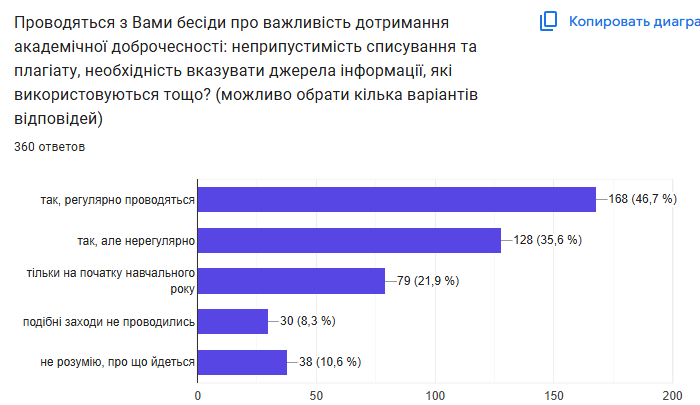 Проводяться з Вами бесіди про важливість дотримання
академічної доброчесності: неприпустимість списування та
плагіату, необхідність вказувати джерела інформації, які
використовуються тощо? (можливо обрати кілька варіантів
відповідей)
Копировать диагра
360 ответов
так, регулярно проводяться
168 (46,7 %)
так, але нерегулярно
128 (35,6 %)
тільки на початку навчального
року
79 (21,9 %)
подібні заходи не проводились
30 (8,3 %)
не розумію, про що йдеться
38 (10,6 %)
0 50 100 150 200